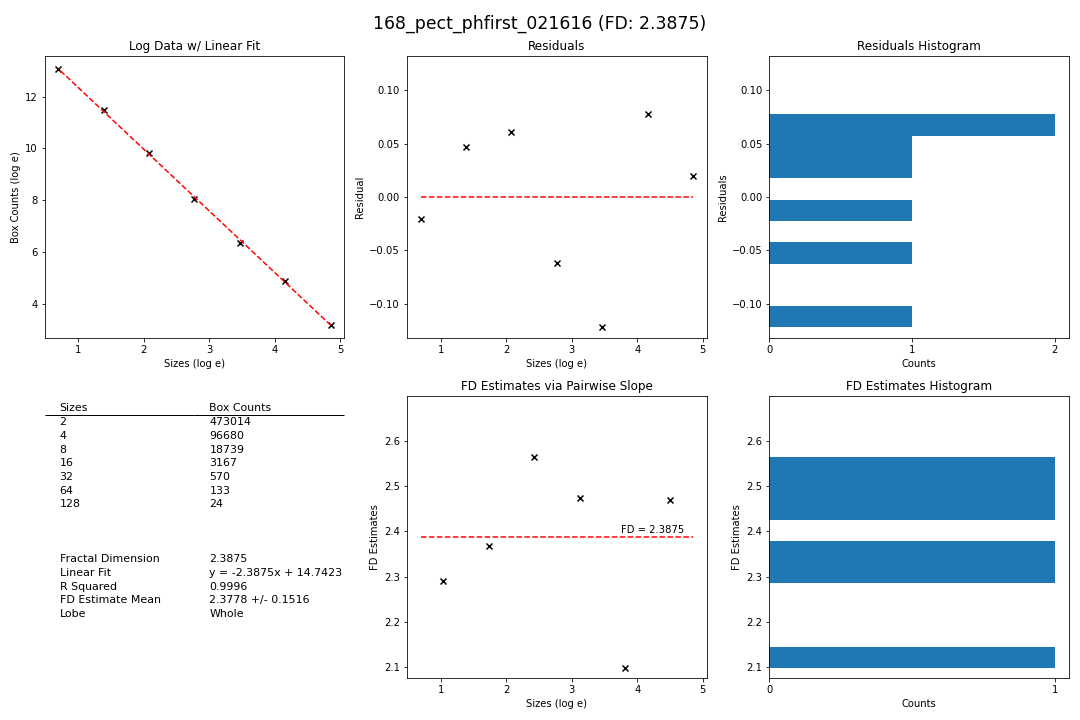 168_pect_phfirst_021616 (FD: 2.3875)
Log Data w/ Linear Fit
Box Counts (log e)
12
10
8
6
4
1 2 3 4 5
Sizes (log e)
Residuals
Residual
0.10
0.05
0.00
−0.05
−0.10
1 2 3 4 5
Sizes (log e)
Residuals Histogram
Residuals
0.10
0.05
0.00
−0.05
−0.10
0 1 2
Counts
Sizes Box Counts
2 473014
4 96680
8 18739
16 3167
32 570
64 133
128 24
Fractal Dimension 2.3875
Linear Fit y = -2.3875x + 14.7423
R Squared 0.9996
FD Estimate Mean 2.3778 +/- 0.1516
Lobe Whole
FD Estimates via Pairwise Slope
FD Estimates
2.6
2.5
2.4
2.3
2.2
2.1
FD = 2.3875
1 2 3 4 5
Sizes (log e)
FD Estimates Histogram
FD Estimates
2.6
2.5
2.4
2.3
2.2
2.1
0 1
Counts